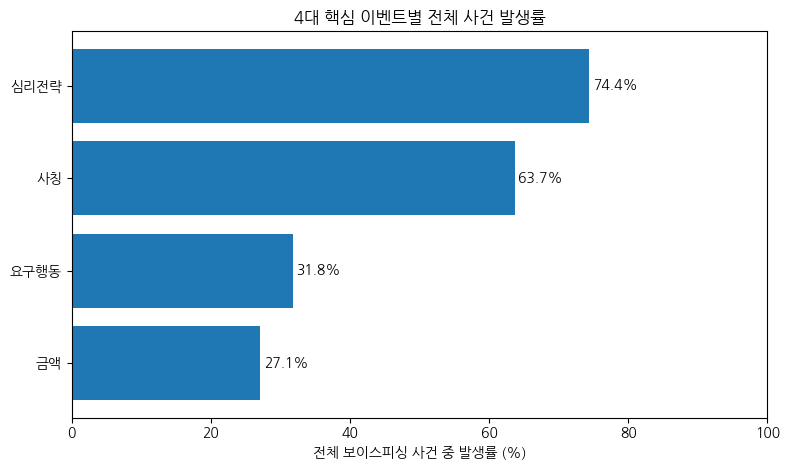 4대 핵심 이벤트별 전체 사건 발생률
심리전략
74.4%
사칭
63.7%
요구행동
31.8%
금액
27.1%
0 20 40 60 80 100
전체 보이스피싱 사건 중 발생률 (%)